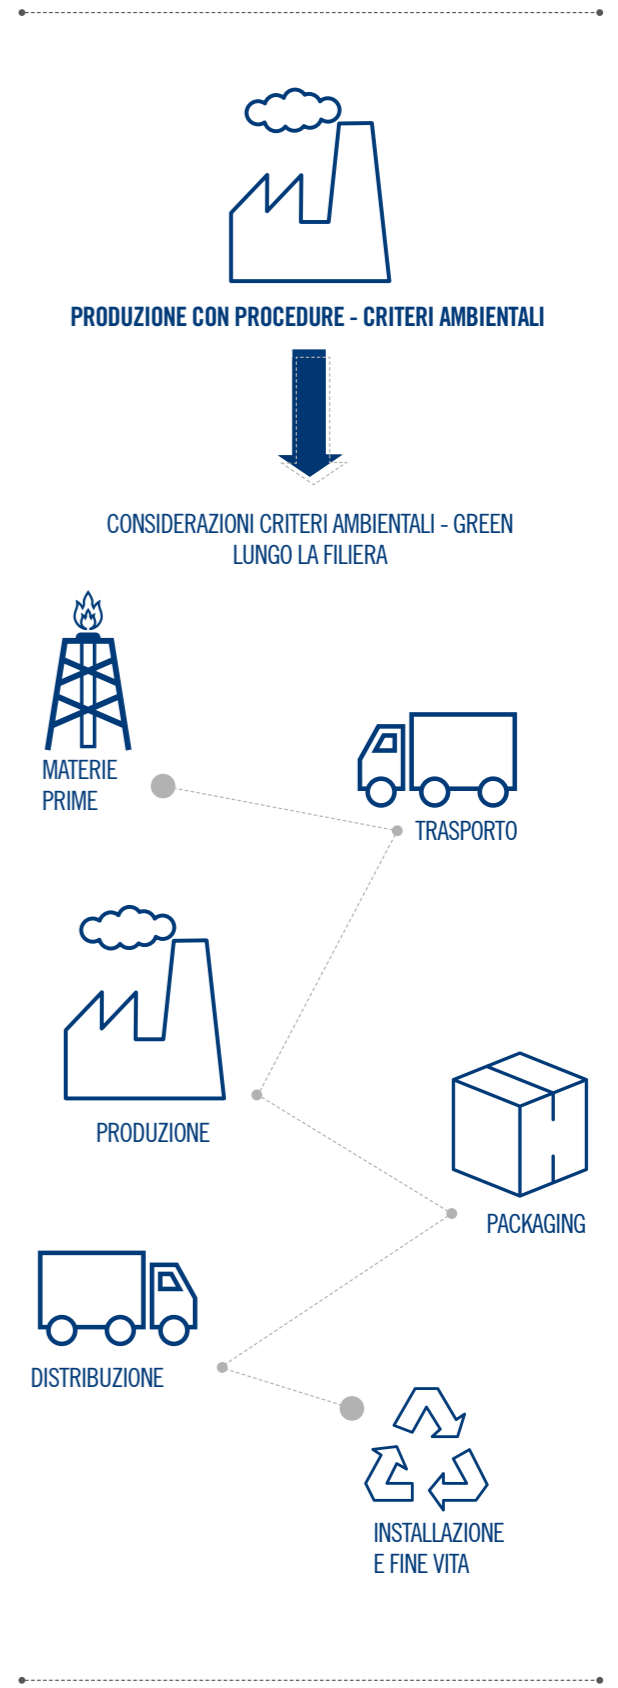 PRODUZIONE CON PROCEDURE - CRITERI AMBIENTALI
CONSIDERAZIONI CRITERI AMBIENTALI - GREEN
LUNGO LA FILIERA
MATERIE
PRIME
TRASPORTO
PRODUZIONE
PACKAGING
DISTRIBUZIONE
INSTALLAZIONE
E FINE VITA